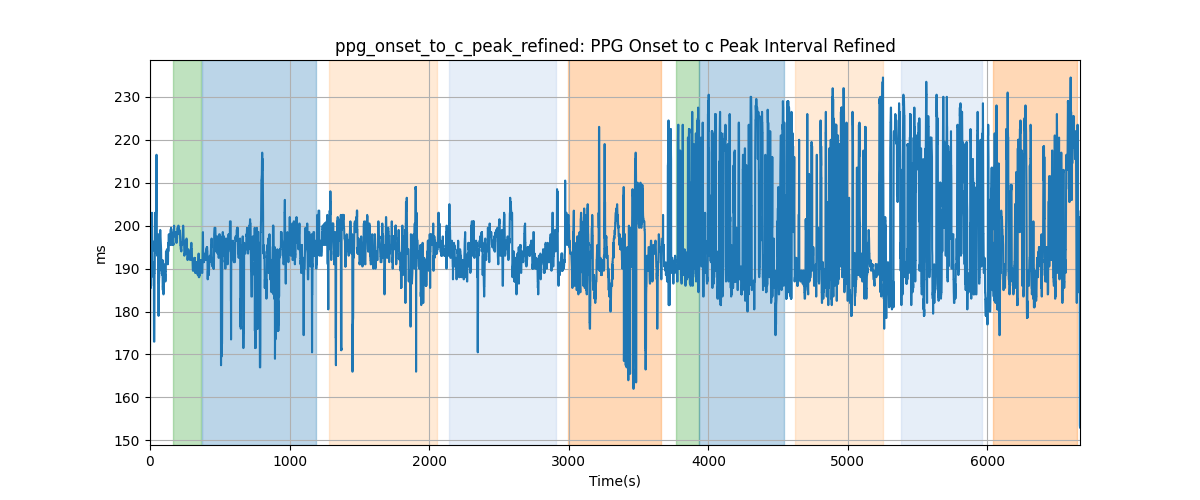 ppg_onset_to_c_peak_refined: PPG Onset to c Peak Interval Refined
230
220
210
200
190
180
170
160
150
ms
0 1000 2000 3000 4000 5000 6000
Time(s)